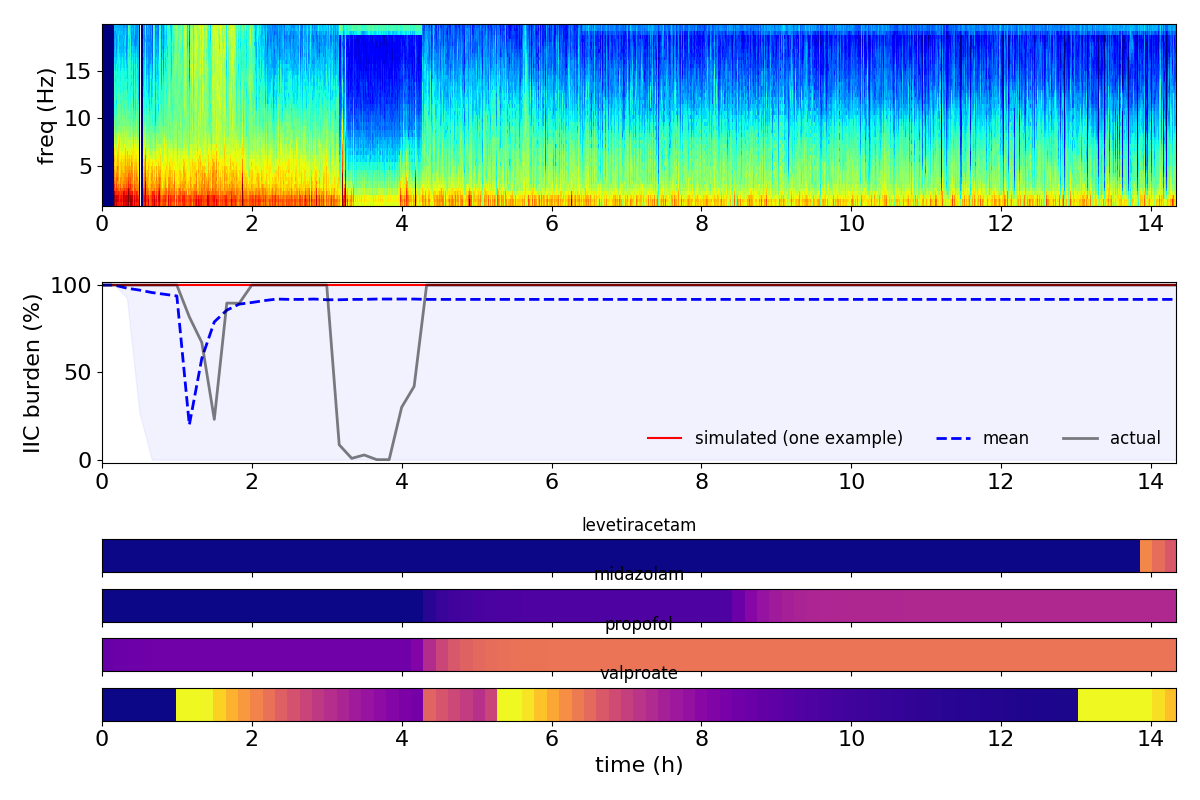 freq (Hz)
15
10
5
0 2 4 6 8 10 12 14
IIC burden (%)
100
50
0
simulated (one example) mean actual
0 2 4 6 8 10 12 14
levetiracetam
midazolam
propofol
valproate
0 2 4 6 8 10 12 14
time (h)